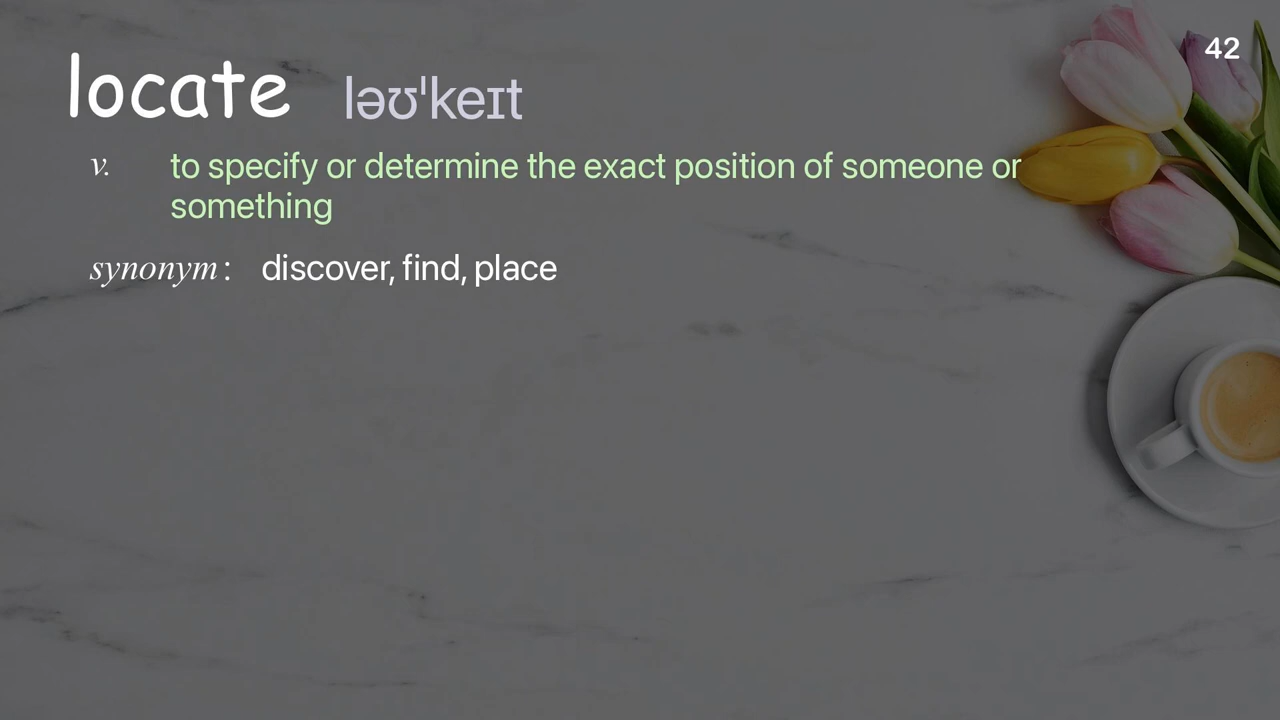 42
locate ləʊˈkeɪt
v. to specify or determine the exact position of someone or
something
synonym: discover, find, place